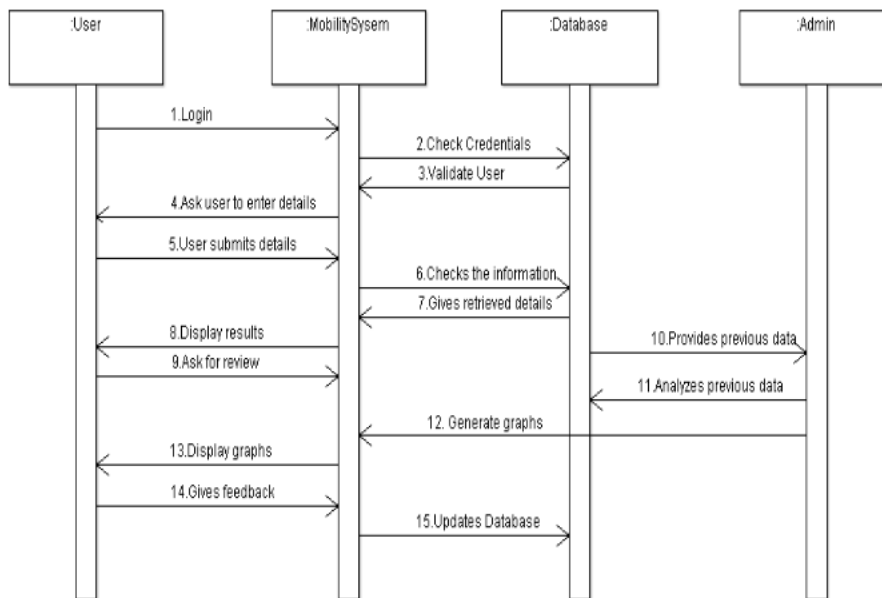 :User
:MobilitySysem
:Database
:Admin
1.Login
2.Check Credentials
3.Validate User
4.Ask user to enter details
5.User submits details
6.Checks the information
7.Gives retrieved details
8.Display results
9.Ask for review
10.Provides previous data
11.Analyzes previous data
12. Generate graphs
13.Display graphs
14.Gives feedback
15.Updates Database